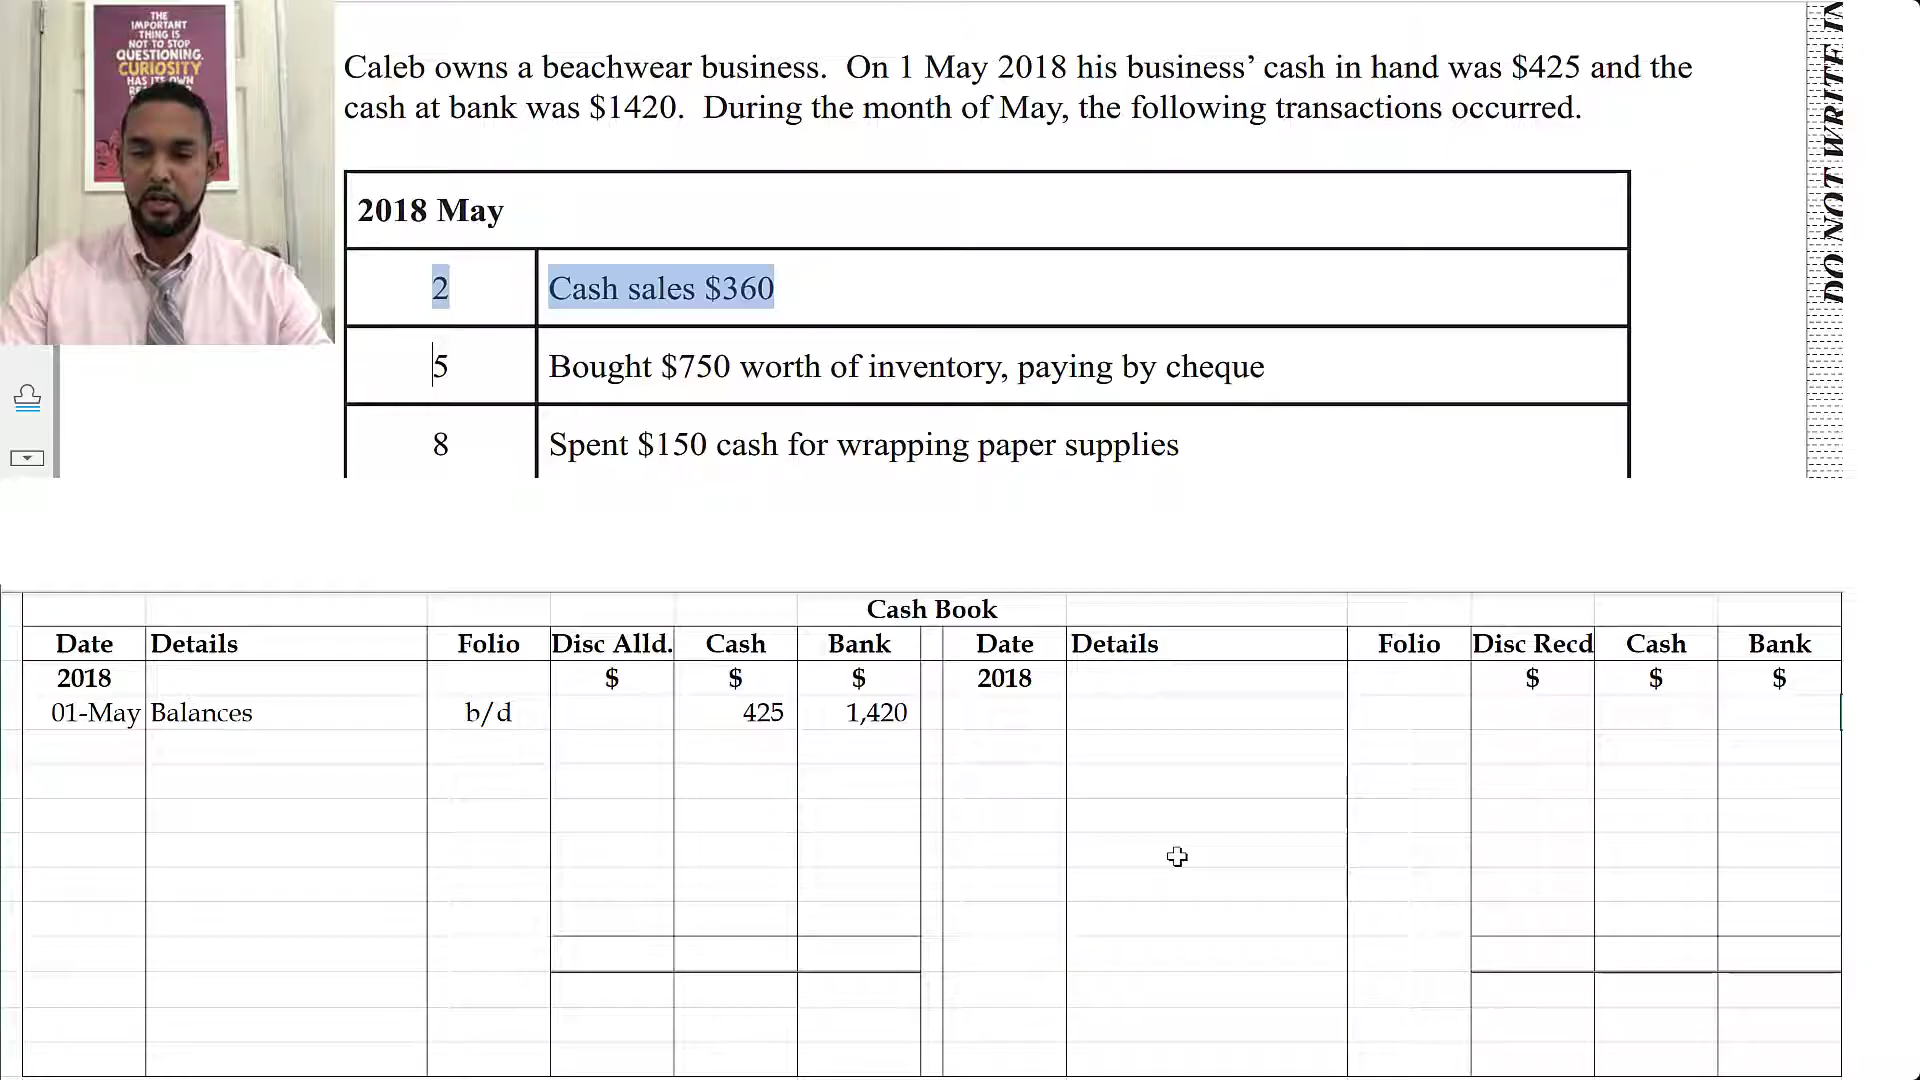 THE
IMPORTANT
THING IS
NOT TO STOP
QUESTIONING.
CURIOSITY
HAS ITS OWN
Caleb owns a beachwear business. On 1 May 2018 his business’ cash in hand was $425 and the
cash at bank was $1420. During the month of May, the following transactions occurred.
2018 May
2 Cash sales $360
5 Bought $750 worth of inventory, paying by cheque
8 Spent $150 cash for wrapping paper supplies
DO NOT WRITE IN
Cash Book
Date Details Folio Disc Alld. Cash Bank Date Details Folio Disc Recd Cash Bank
2018 $ $ $ 2018 $ $ $
01-May Balances b/d 425 1,420